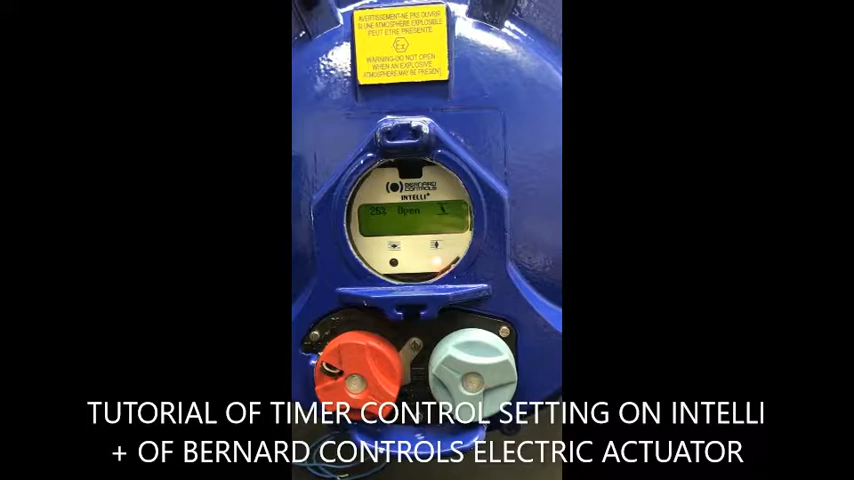 AVERTISSEMENT-NE PAS OUVRIR
SI UNE ATMOSPHERE EXPLOSIBLE
PEUT ETRE PRESENTE
Ex
WARNING-DO NOT OPEN
WHEN AN EXPLOSIVE
ATMOSPHERE MAY BE PRESENT
BERNARD
CONTROLS
INTELLI+
25% Open
TUTORIAL OF TIMER CONTROL SETTING ON INTELLI
+ OF BERNARD CONTROLS ELECTRIC ACTUATOR